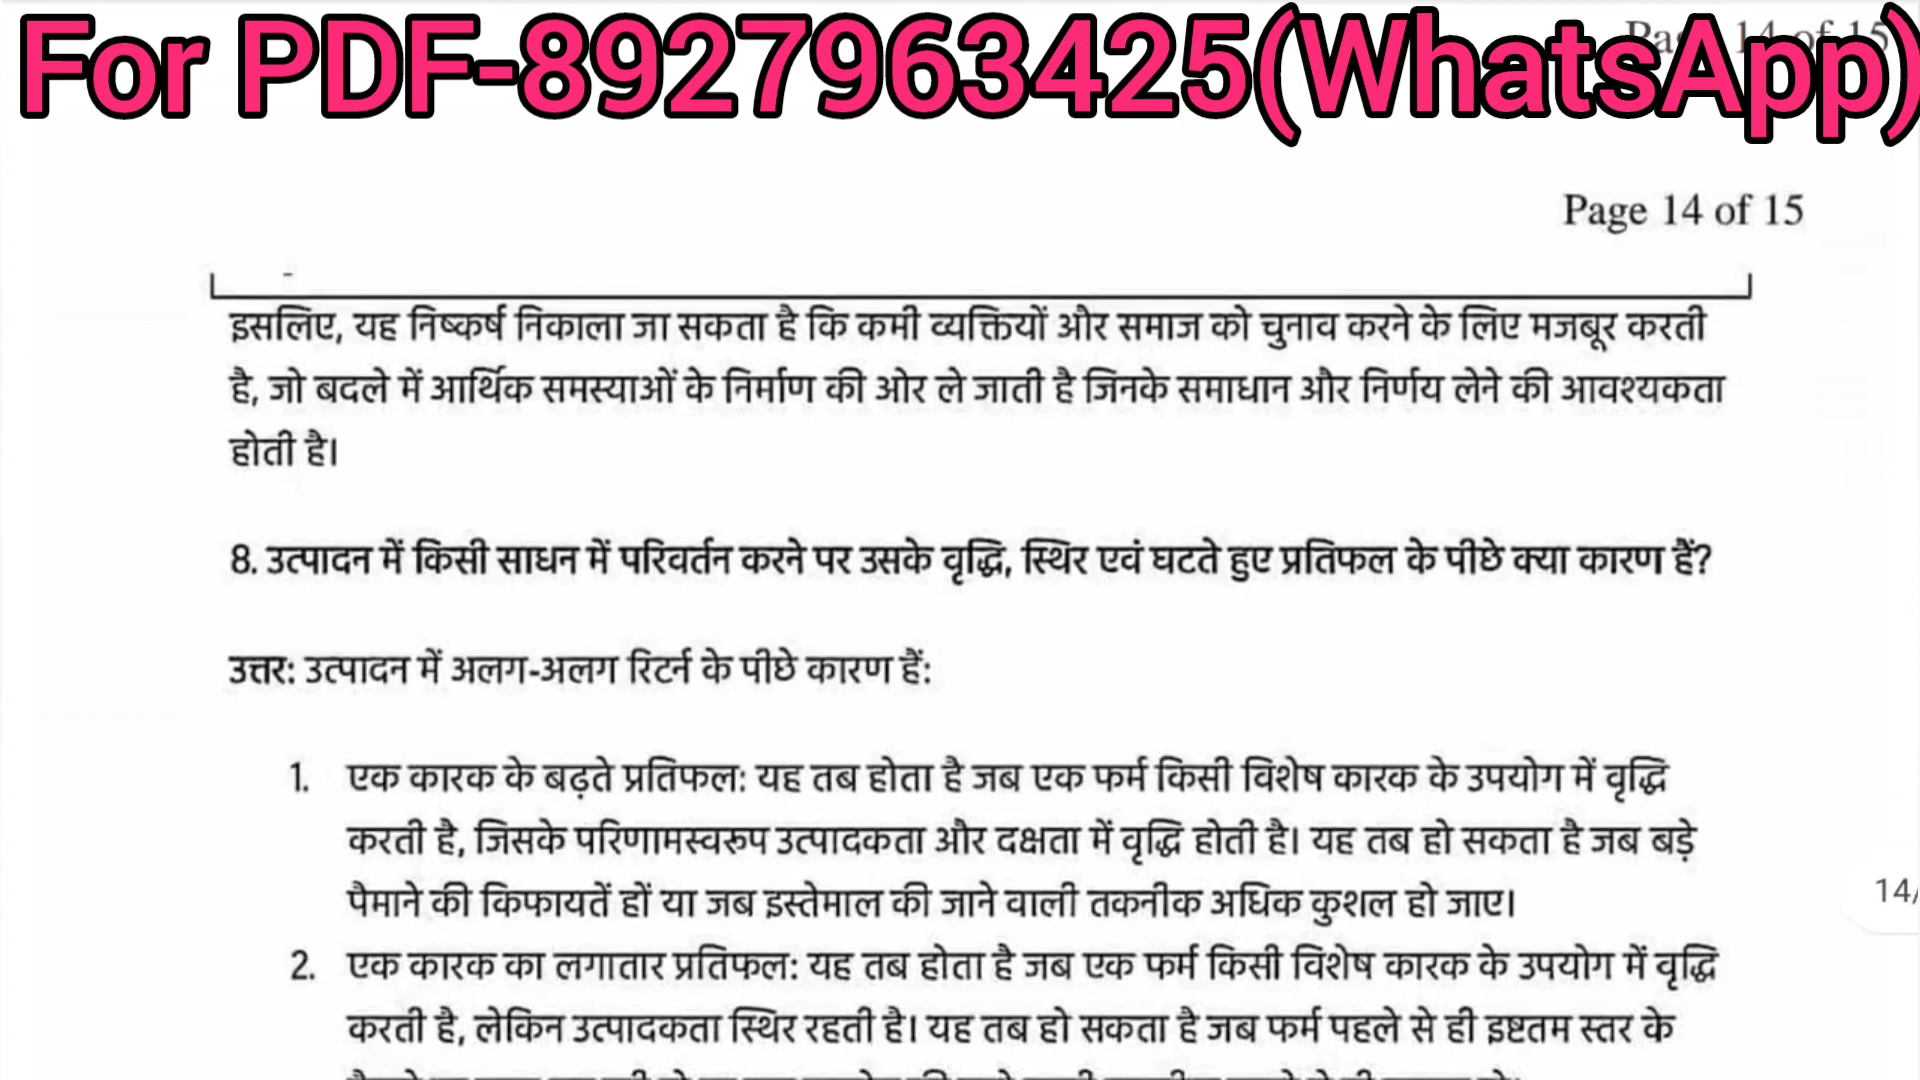 For PDF-8927963425(WhatsApp)
Page 14 of 15
Page 14 of 15
इसलिए, यह निष्कर्ष निकाला जा सकता है कि कमी व्यक्तियों और समाज को चुनाव करने के लिए मजबूर करती
है, जो बदले में आर्थिक समस्याओं के निर्माण की ओर ले जाती है जिनके समाधान और निर्णय लेने की आवश्यकता
होती है।
8. उत्पादन में किसी साधन में परिवर्तन करने पर उसके वृद्धि, स्थिर एवं घटते हुए प्रतिफल के पीछे क्या कारण हैं?
उत्तर: उत्पादन में अलग-अलग रिटर्न के पीछे कारण हैं:
1. एक कारक के बढ़ते प्रतिफल: यह तब होता है जब एक फर्म किसी विशेष कारक के उपयोग में वृद्धि
करती है, जिसके परिणामस्वरूप उत्पादकता और दक्षता में वृद्धि होती है। यह तब हो सकता है जब बड़े
पैमाने की किफायतें हों या जब इस्तेमाल की जाने वाली तकनीक अधिक कुशल हो जाए।
14/
2. एक कारक का लगातार प्रतिफल: यह तब होता है जब एक फर्म किसी विशेष कारक के उपयोग में वृद्धि
करती है, लेकिन उत्पादकता स्थिर रहती है। यह तब हो सकता है जब फर्म पहले से ही इष्टतम स्तर के